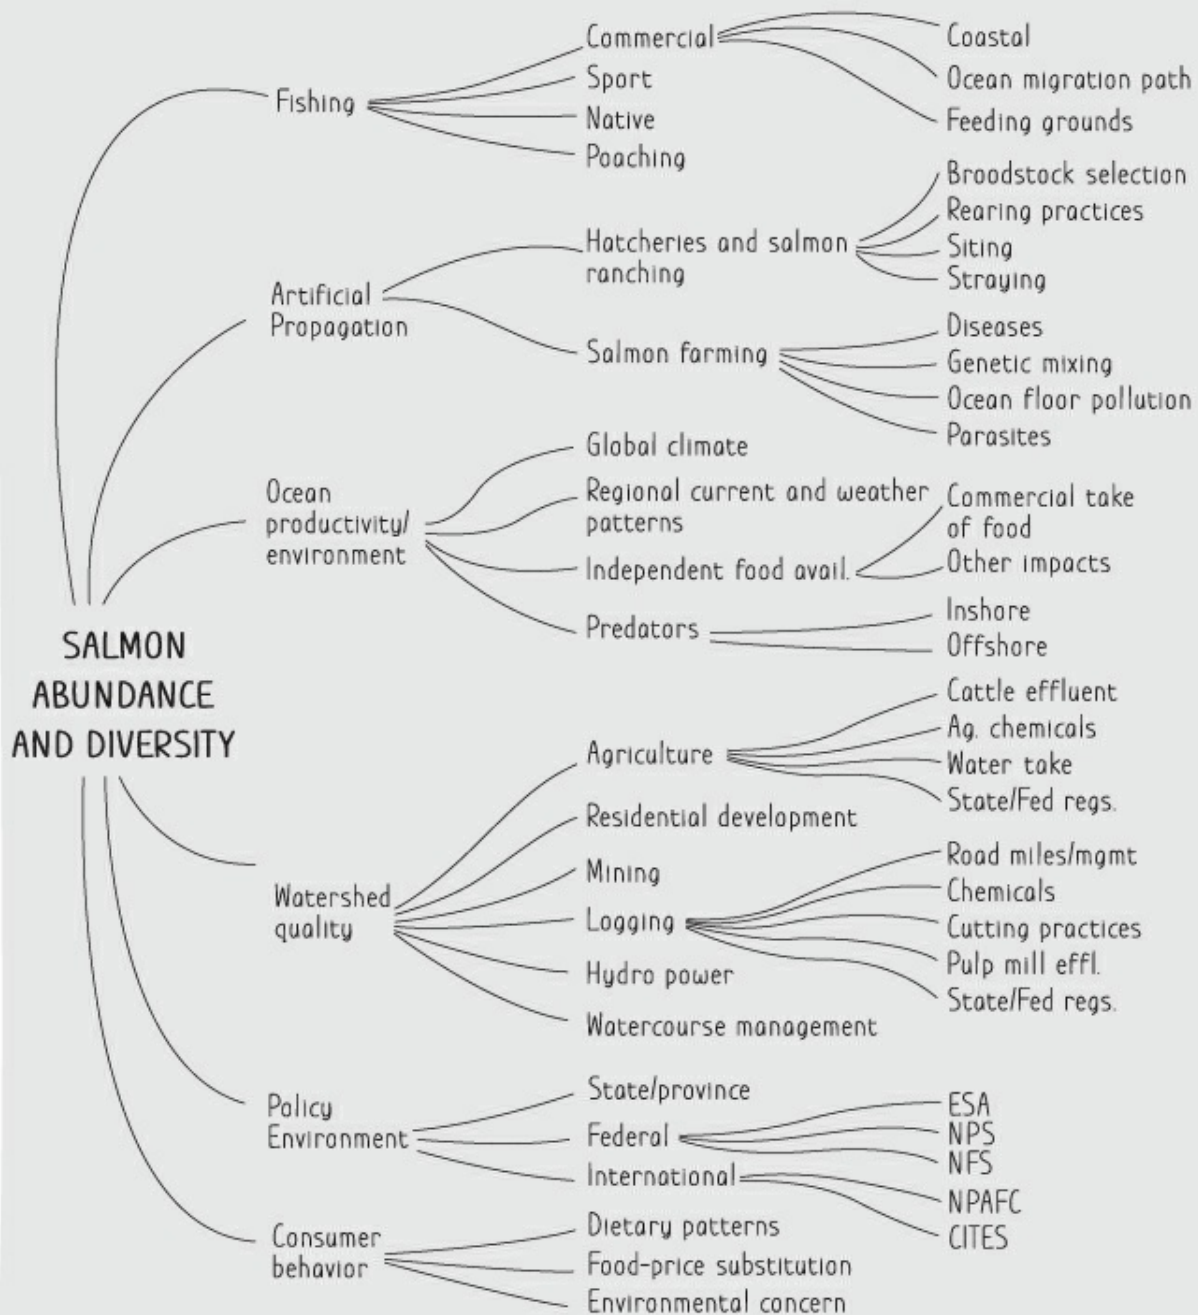 Commercial
Coastal
Sport
Ocean migration path
Fishing
Native
Feeding grounds
Poaching
Broodstock selection
Rearing practices
Hatcheries and salmon
ranching
Siting
Straying
Artificial
Propagation
Diseases
Salmon farming
Genetic mixing
Ocean floor pollution
Parasites
Global climate
Ocean
productivity/
environment
Regional current and weather
patterns
Commercial take
of food
Independent food avail.
Other impacts
Predators
Inshore
Offshore
SALMON
ABUNDANCE
AND DIVERSITY
Cattle effluent
Agriculture
Ag. chemicals
Water take
State/Fed regs.
Residential development
Road miles/mgmt
Mining
Chemicals
Watershed
quality
Logging
Cutting practices
Pulp mill effl.
Hydro power
State/Fed regs.
Watercourse management
State/province
Policy
Environment
ESA
Federal
NPS
NFS
International
NPAFC
CITES
Consumer
behavior
Dietary patterns
Food-price substitution
Environmental concern